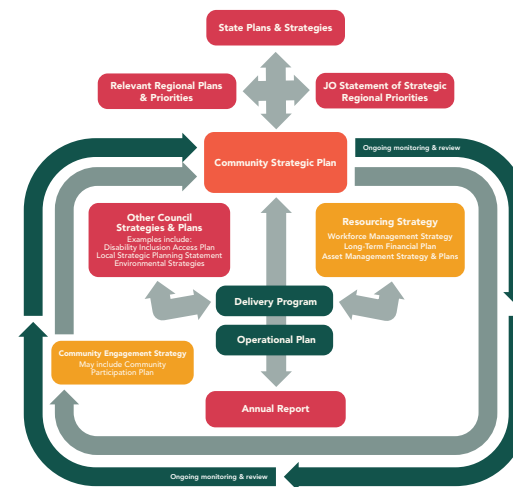 State Plans & Strategies
Relevant Regional Plans
& Priorities
JO Statement of Strategic
Regional Priorities
Community Strategic Plan
Ongoing monitoring & review
Other Council
Strategies & Plans
Examples include:
Disability Inclusion Access Plan
Local Strategic Planning Statement
Environmental Strategies
Resourcing Strategy
Workforce Management Strategy
Long-Term Financial Plan
Asset Management Strategy & Plans
Delivery Program
Operational Plan
Community Engagement Strategy
May Include Community
Participation Plan
Annual Report
Ongoing monitoring & review